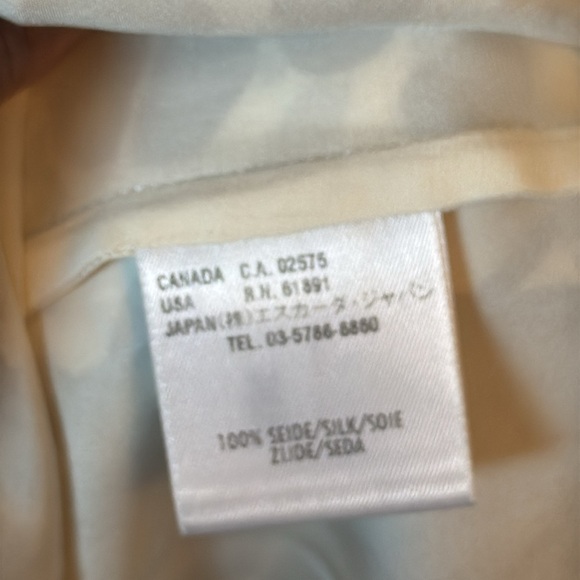 CANADA C.A. 02575
USA R.N. 61891
JAPAN(株)エスカーダ・ジャパン
TEL. 03-5786-8860
100% SEIDE/SILK/SOIE
ZIJDE/SEDA